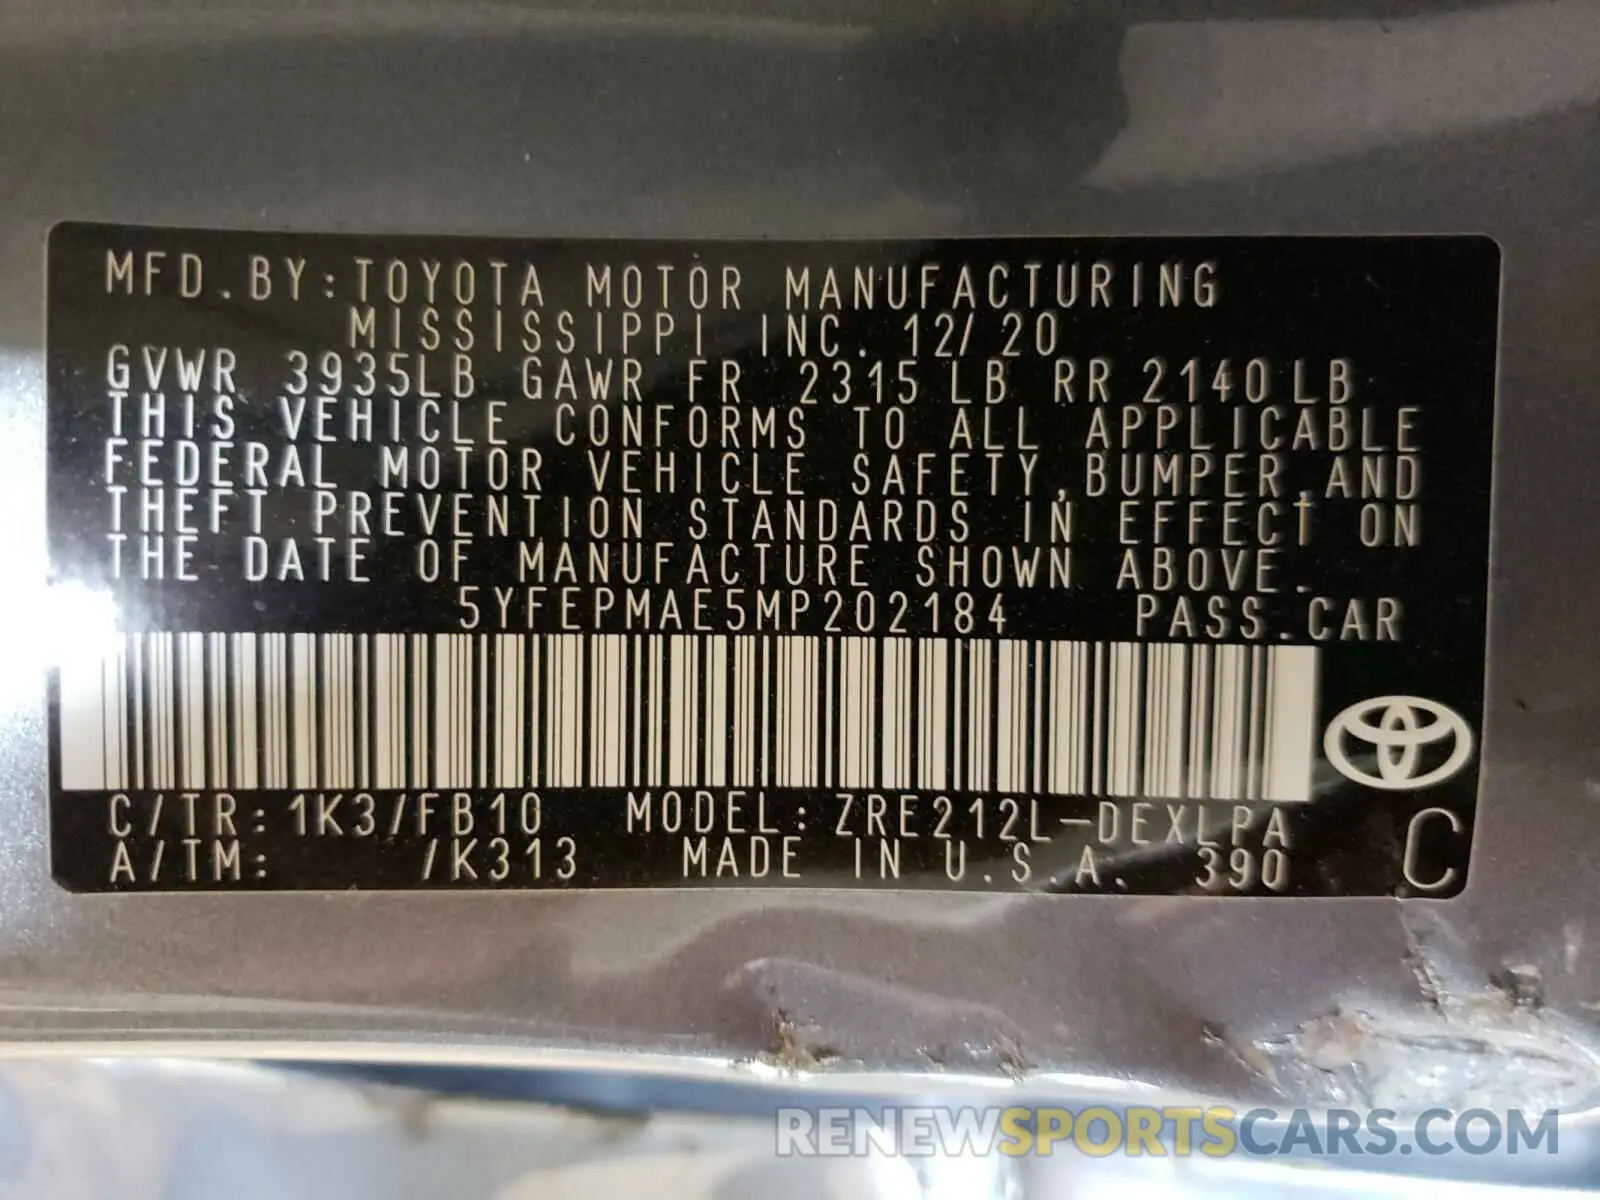 MFD.BY:TOYOTA MOTOR MANUFACTURING
MISSISSIPPI INC. 12/20
GVWR 3935LB GAWR FR 2315 LB RR 2140LB
THIS VEHICLE CONFORMS TO ALL APPLICABLE
FEDERAL MOTOR VEHICLE SAFETY,BUMPER,AND
THEFT PREVENTION STANDARDS IN EFFECT ON
THE DATE OF MANUFACTURE SHOWN ABOVE.
5YFEPMAE5MP202184 PASS.CAR
C/TR:1K3/FB10 MODEL:ZRE212L-DEXLPA
A/TM: /K313 MADE IN U.S.A. 390
C
RENEWSPORTSCARS.COM